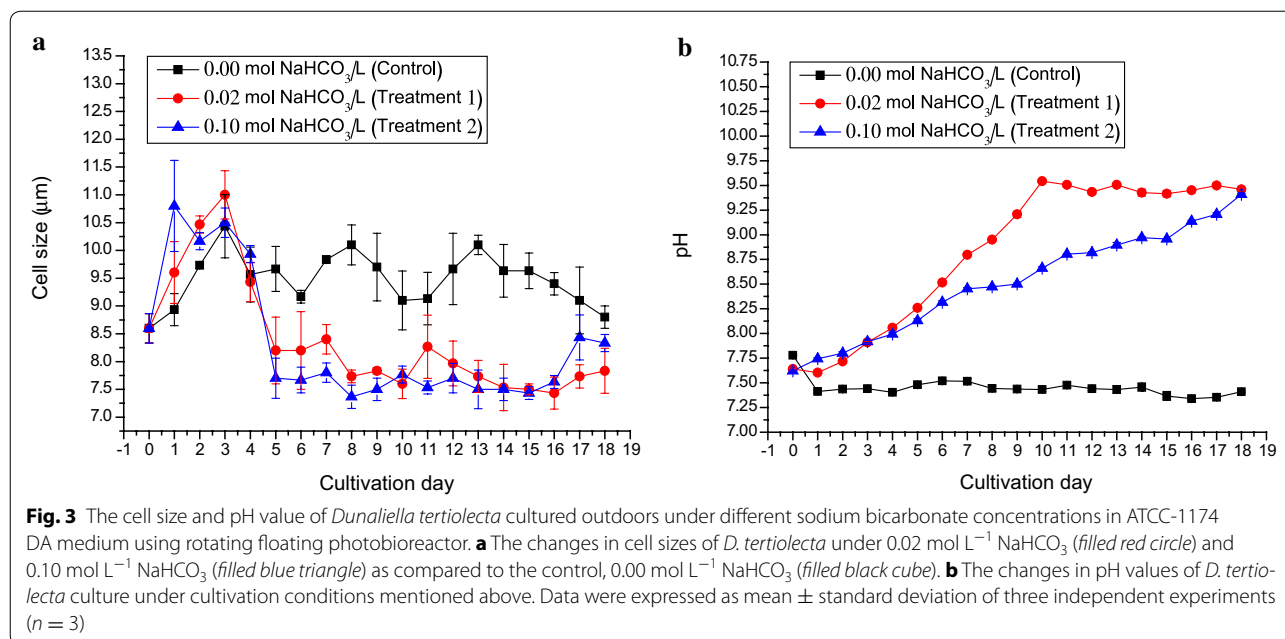 a
13.5
13.0
12.5
12.0
11.5
11.0
10.5
10.0
9.5
9.0
8.5
8.0
7.5
7.0
Cell size (µm)
0.00 mol NaHCO3/L (Control)
0.02 mol NaHCO3/L (Treatment 1)
0.10 mol NaHCO3/L (Treatment 2)
-1 0 1 2 3 4 5 6 7 8 9 10 11 12 13 14 15 16 17 18 19
Cultivation day
b
10.75
10.50
10.25
10.00
9.75
9.50
9.25
9.00
8.75
8.50
8.25
8.00
7.75
7.50
7.25
7.00
pH
0.00 mol NaHCO3/L (Control)
0.02 mol NaHCO3/L (Treatment 1)
0.10 mol NaHCO3/L (Treatment 2)
-1 0 1 2 3 4 5 6 7 8 9 10 11 12 13 14 15 16 17 18 19
Cultivation day
Fig. 3 The cell size and pH value of Dunaliella tertiolecta cultured outdoors under different sodium bicarbonate concentrations in ATCC-1174
DA medium using rotating floating photobioreactor. a The changes in cell sizes of D. tertiolecta under 0.02 mol L⁻¹ NaHCO3 (filled red circle) and
0.10 mol L⁻¹ NaHCO3 (filled blue triangle) as compared to the control, 0.00 mol L⁻¹ NaHCO3 (filled black cube). b The changes in pH values of D. tertio-
lecta culture under cultivation conditions mentioned above. Data were expressed as mean ± standard deviation of three independent experiments
(n = 3)